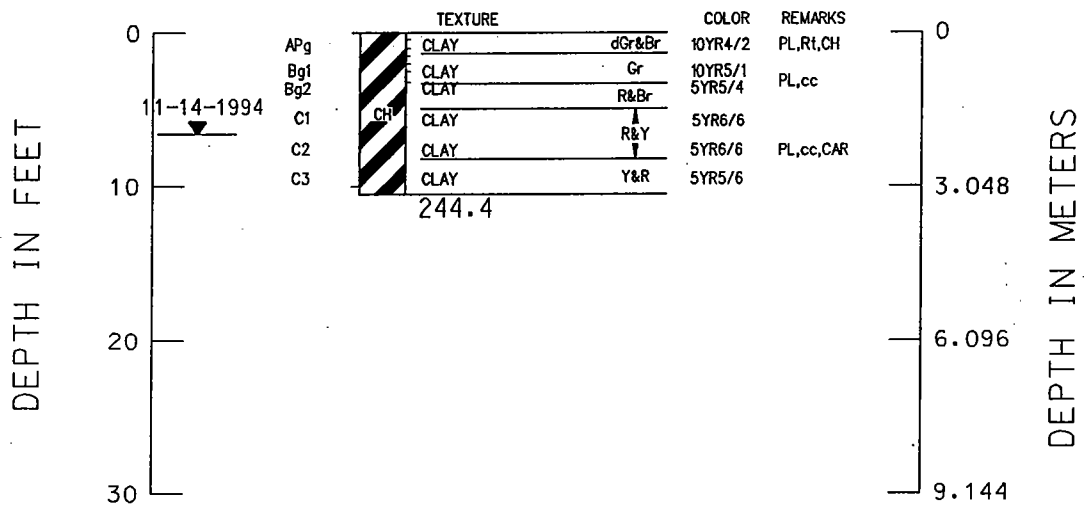 TEXTURE COLOR REMARKS
0 0
APg CLAY dGr&Br 10YR4/2 PL,Rt,CH
Bg1 CLAY Gr 10YR5/1
PL,cc
Bg2 CLAY R&Br 5YR5/4
11-14-1994
C1 CH CLAY 5YR6/6
R&Y
C2 CLAY 5YR6/6 PL,cc,CAR
C3 CLAY Y&R 5YR5/6
10 3.048
244.4
20 6.096
30 9.144
DEPTH IN FEET
DEPTH IN METERS